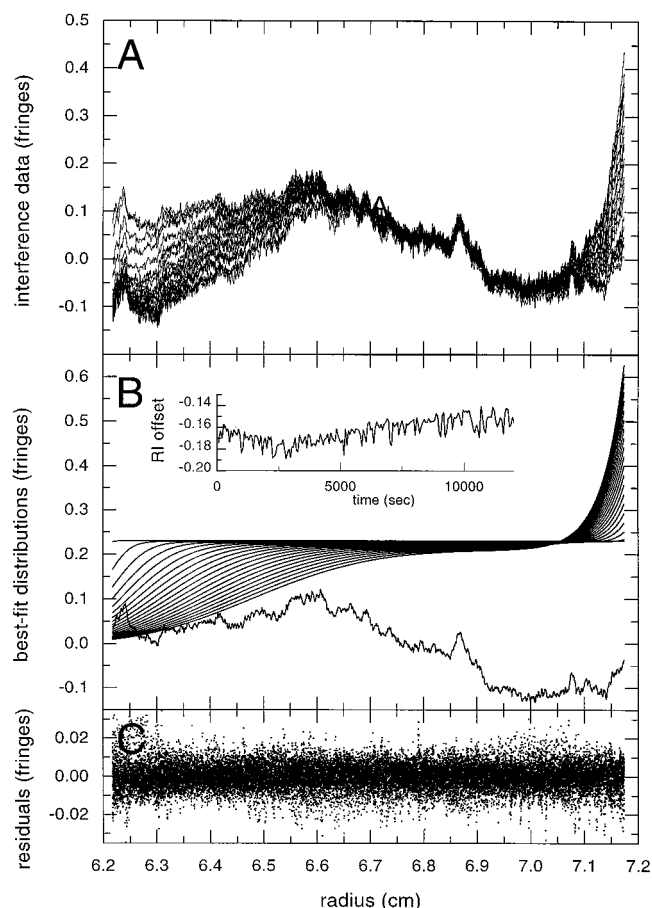 A
interference data (fringes)
0.5
0.4
0.3
0.2
0.1
0.0
-0.1
A
B
best-fit distributions (fringes)
0.6
0.5
0.4
0.3
0.2
0.1
0.0
-0.1
RI offset
-0.14
-0.16
-0.18
-0.20
0 5000 10000
time (sec)
C
residuals (fringes)
0.02
0.00
-0.02
6.2 6.3 6.4 6.5 6.6 6.7 6.8 6.9 7.0 7.1 7.2
radius (cm)